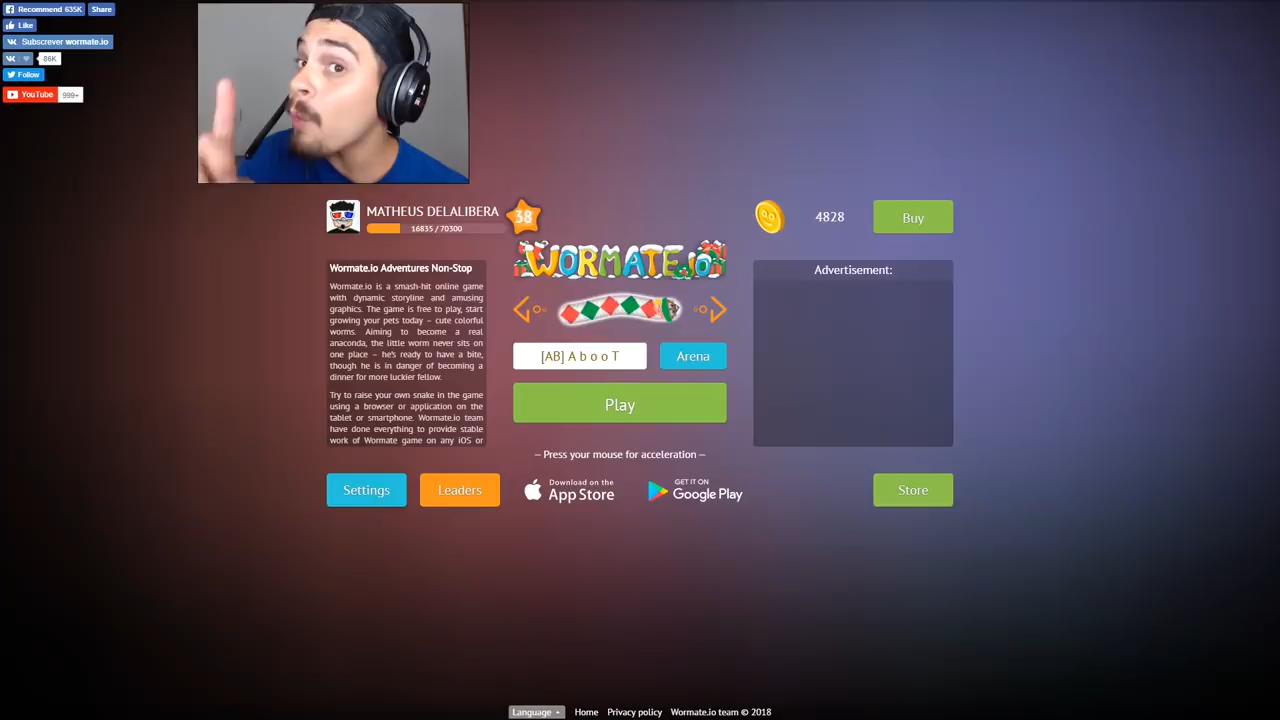 Recommend 635K
Share
Like
Subscrever wormate.io
86K
Follow
YouTube
999+
MATHEUS DELALIBERA
38
16835 / 70300
4828
Buy
WORMATE.io
Wormate.io Adventures Non-Stop
Wormate.io is a smash-hit online game
with dynamic storyline and amusing
graphics. The game is free to play, start
growing your pets today – cute colorful
worms. Aiming to become a real
anaconda, the little worm never sits on
one place – he's ready to have a bite,
though he is in danger of becoming a
dinner for more luckier fellow.
Try to raise your own snake in the game
using a browser or application on the
tablet or smartphone. Wormate.io team
have done everything to provide stable
work of Wormate game on any iOS or
[AB] A b o o T
Arena
Play
– Press your mouse for acceleration –
Advertisement:
Settings
Leaders
Download on the
App Store
GET IT ON
Google Play
Store
Language
Home
Privacy policy
Wormate.io team © 2018